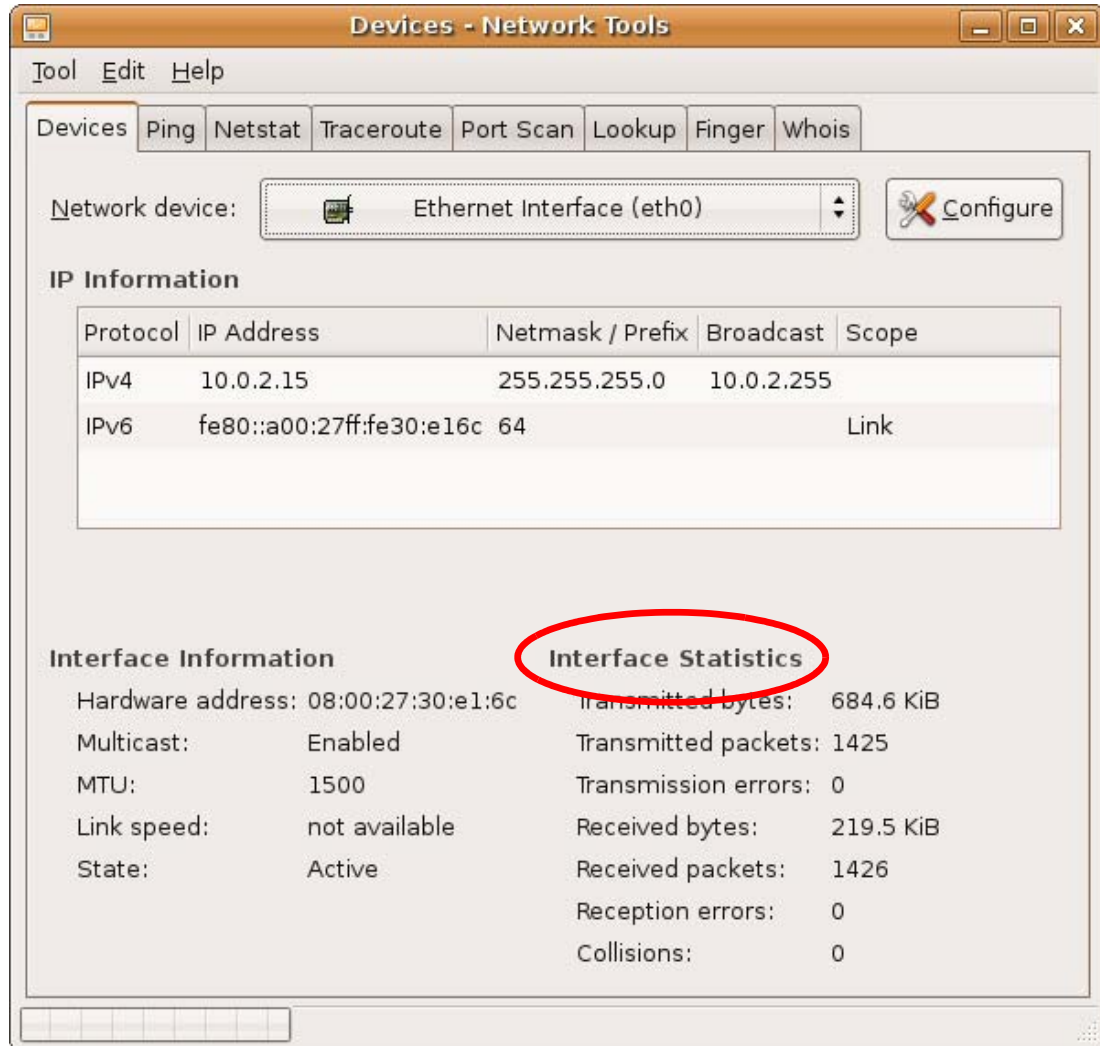 Devices - Network Tools
Tool Edit Help
Devices Ping Netstat Traceroute Port Scan Lookup Finger Whois
Network device: Ethernet Interface (eth0) Configure
IP Information
Protocol IP Address Netmask / Prefix Broadcast Scope
IPv4 10.0.2.15 255.255.255.0 10.0.2.255
IPv6 fe80::a00:27ff:fe30:e16c 64 Link
Interface Information
Hardware address: 08:00:27:30:e1:6c
Multicast: Enabled
MTU: 1500
Link speed: not available
State: Active
Interface Statistics
Transmitted bytes: 684.6 KiB
Transmitted packets: 1425
Transmission errors: 0
Received bytes: 219.5 KiB
Received packets: 1426
Reception errors: 0
Collisions: 0